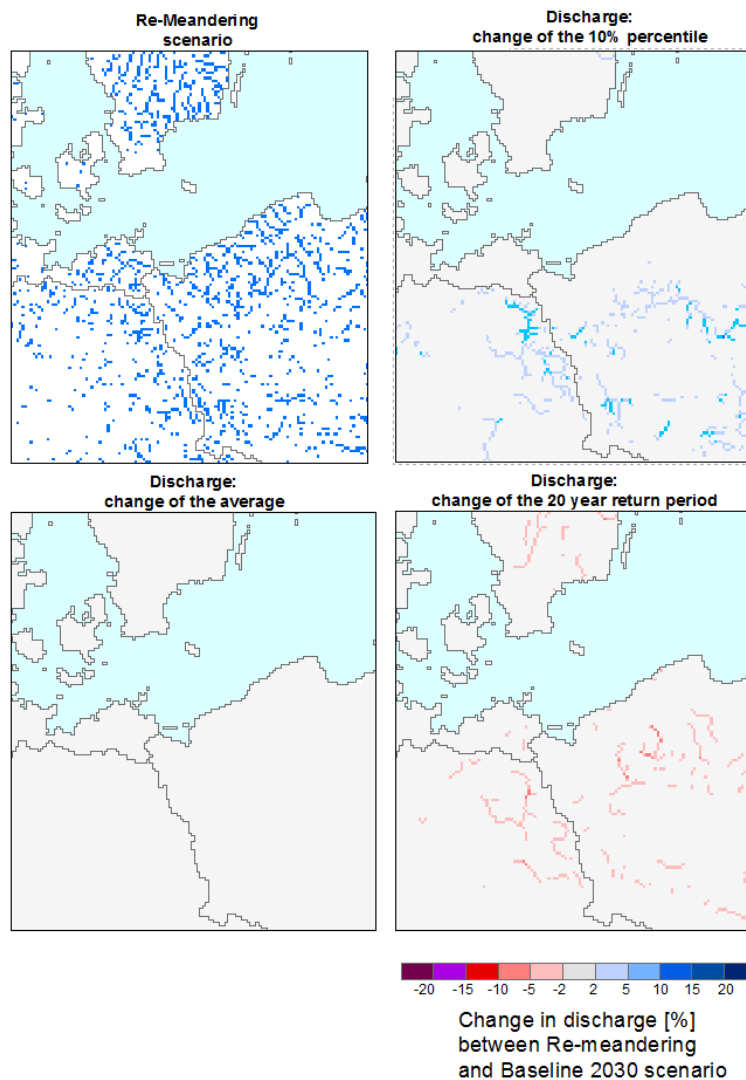 Re-Meandering
scenario
Discharge:
change of the 10% percentile
Discharge:
change of the average
Discharge:
change of the 20 year return period
-20 -15 -10 -5 -2 2 5 10 15 20
Change in discharge [%]
between Re-meandering
and Baseline 2030 scenario